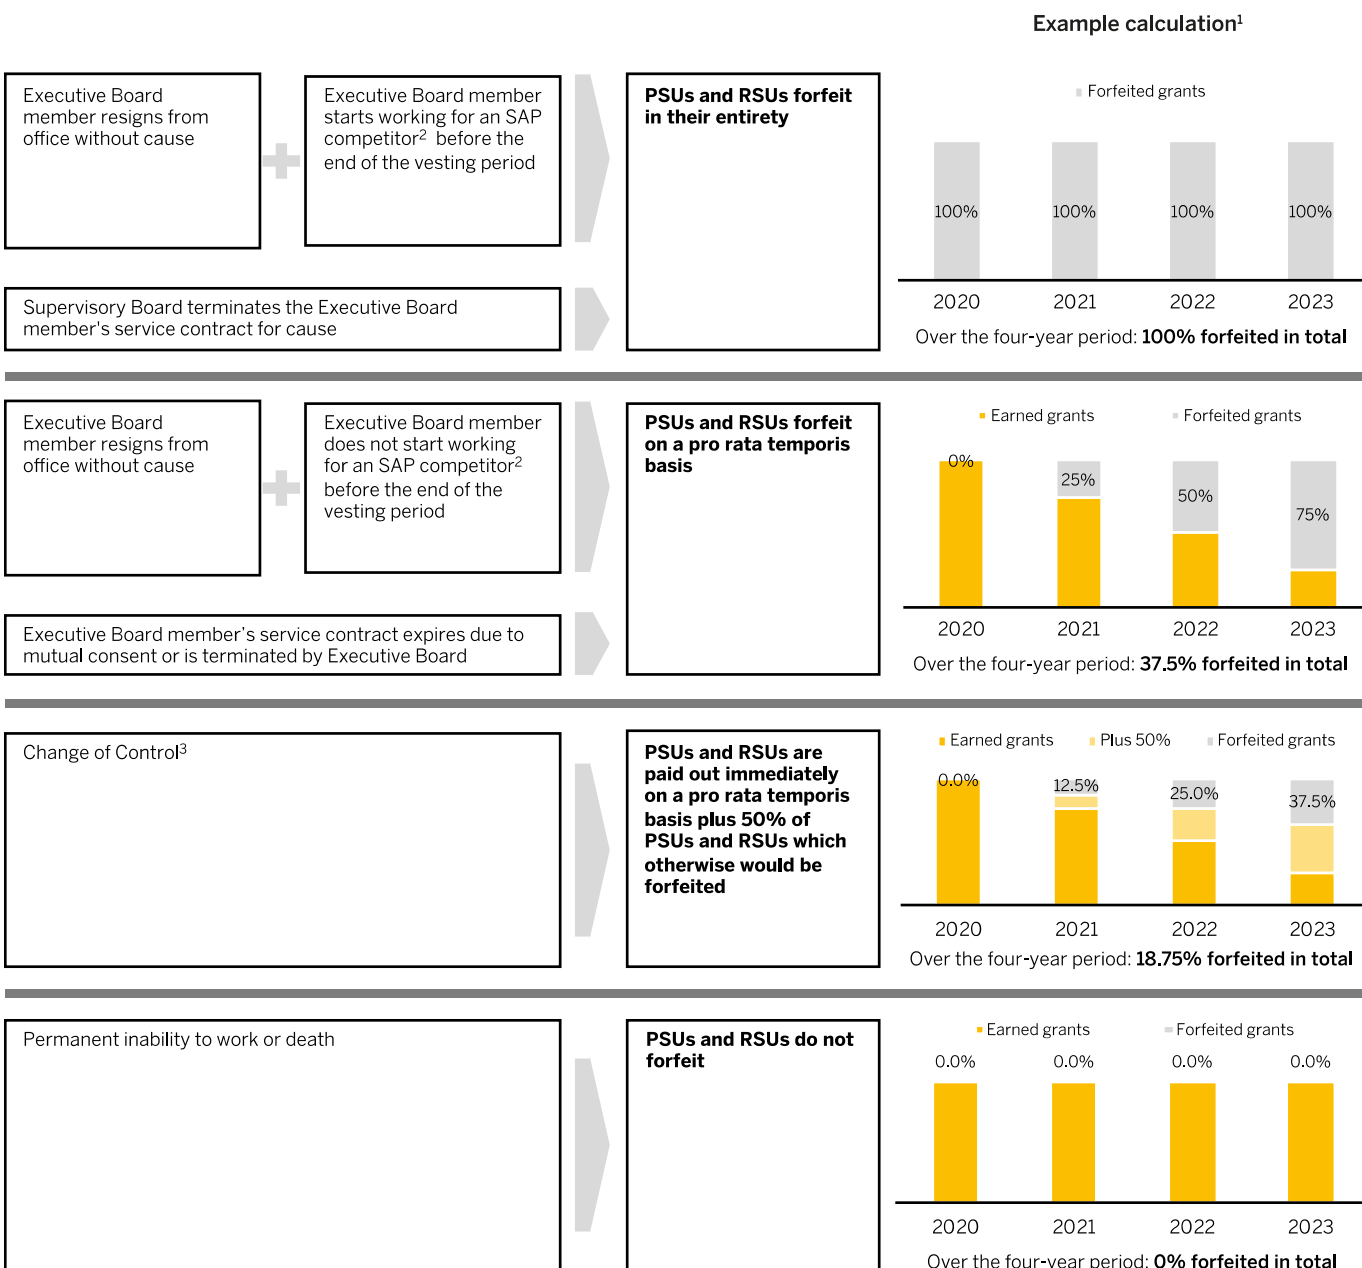 Example calculation¹
Executive Board
member resigns from
office without cause
Executive Board member
starts working for an SAP
competitor² before the
end of the vesting period
PSUs and RSUs forfeit
in their entirety
Forfeited grants
100% 100% 100% 100%
2020 2021 2022 2023
Over the four-year period: 100% forfeited in total
Supervisory Board terminates the Executive Board
member's service contract for cause
Executive Board
member resigns from
office without cause
Executive Board member
does not start working
for an SAP competitor²
before the end of the
vesting period
PSUs and RSUs forfeit
on a pro rata temporis
basis
Earned grants Forfeited grants
0% 25% 50% 75%
2020 2021 2022 2023
Over the four-year period: 37.5% forfeited in total
Executive Board member's service contract expires due to
mutual consent or is terminated by Executive Board
Change of Control³
PSUs and RSUs are
paid out immediately
on a pro rata temporis
basis plus 50% of
PSUs and RSUs which
otherwise would be
forfeited
Earned grants Plus 50% Forfeited grants
0.0% 12.5% 25.0% 37.5%
2020 2021 2022 2023
Over the four-year period: 18.75% forfeited in total
Permanent inability to work or death
PSUs and RSUs do not
forfeit
Earned grants Forfeited grants
0.0% 0.0% 0.0% 0.0%
2020 2021 2022 2023
Over the four-year period: 0% forfeited in total